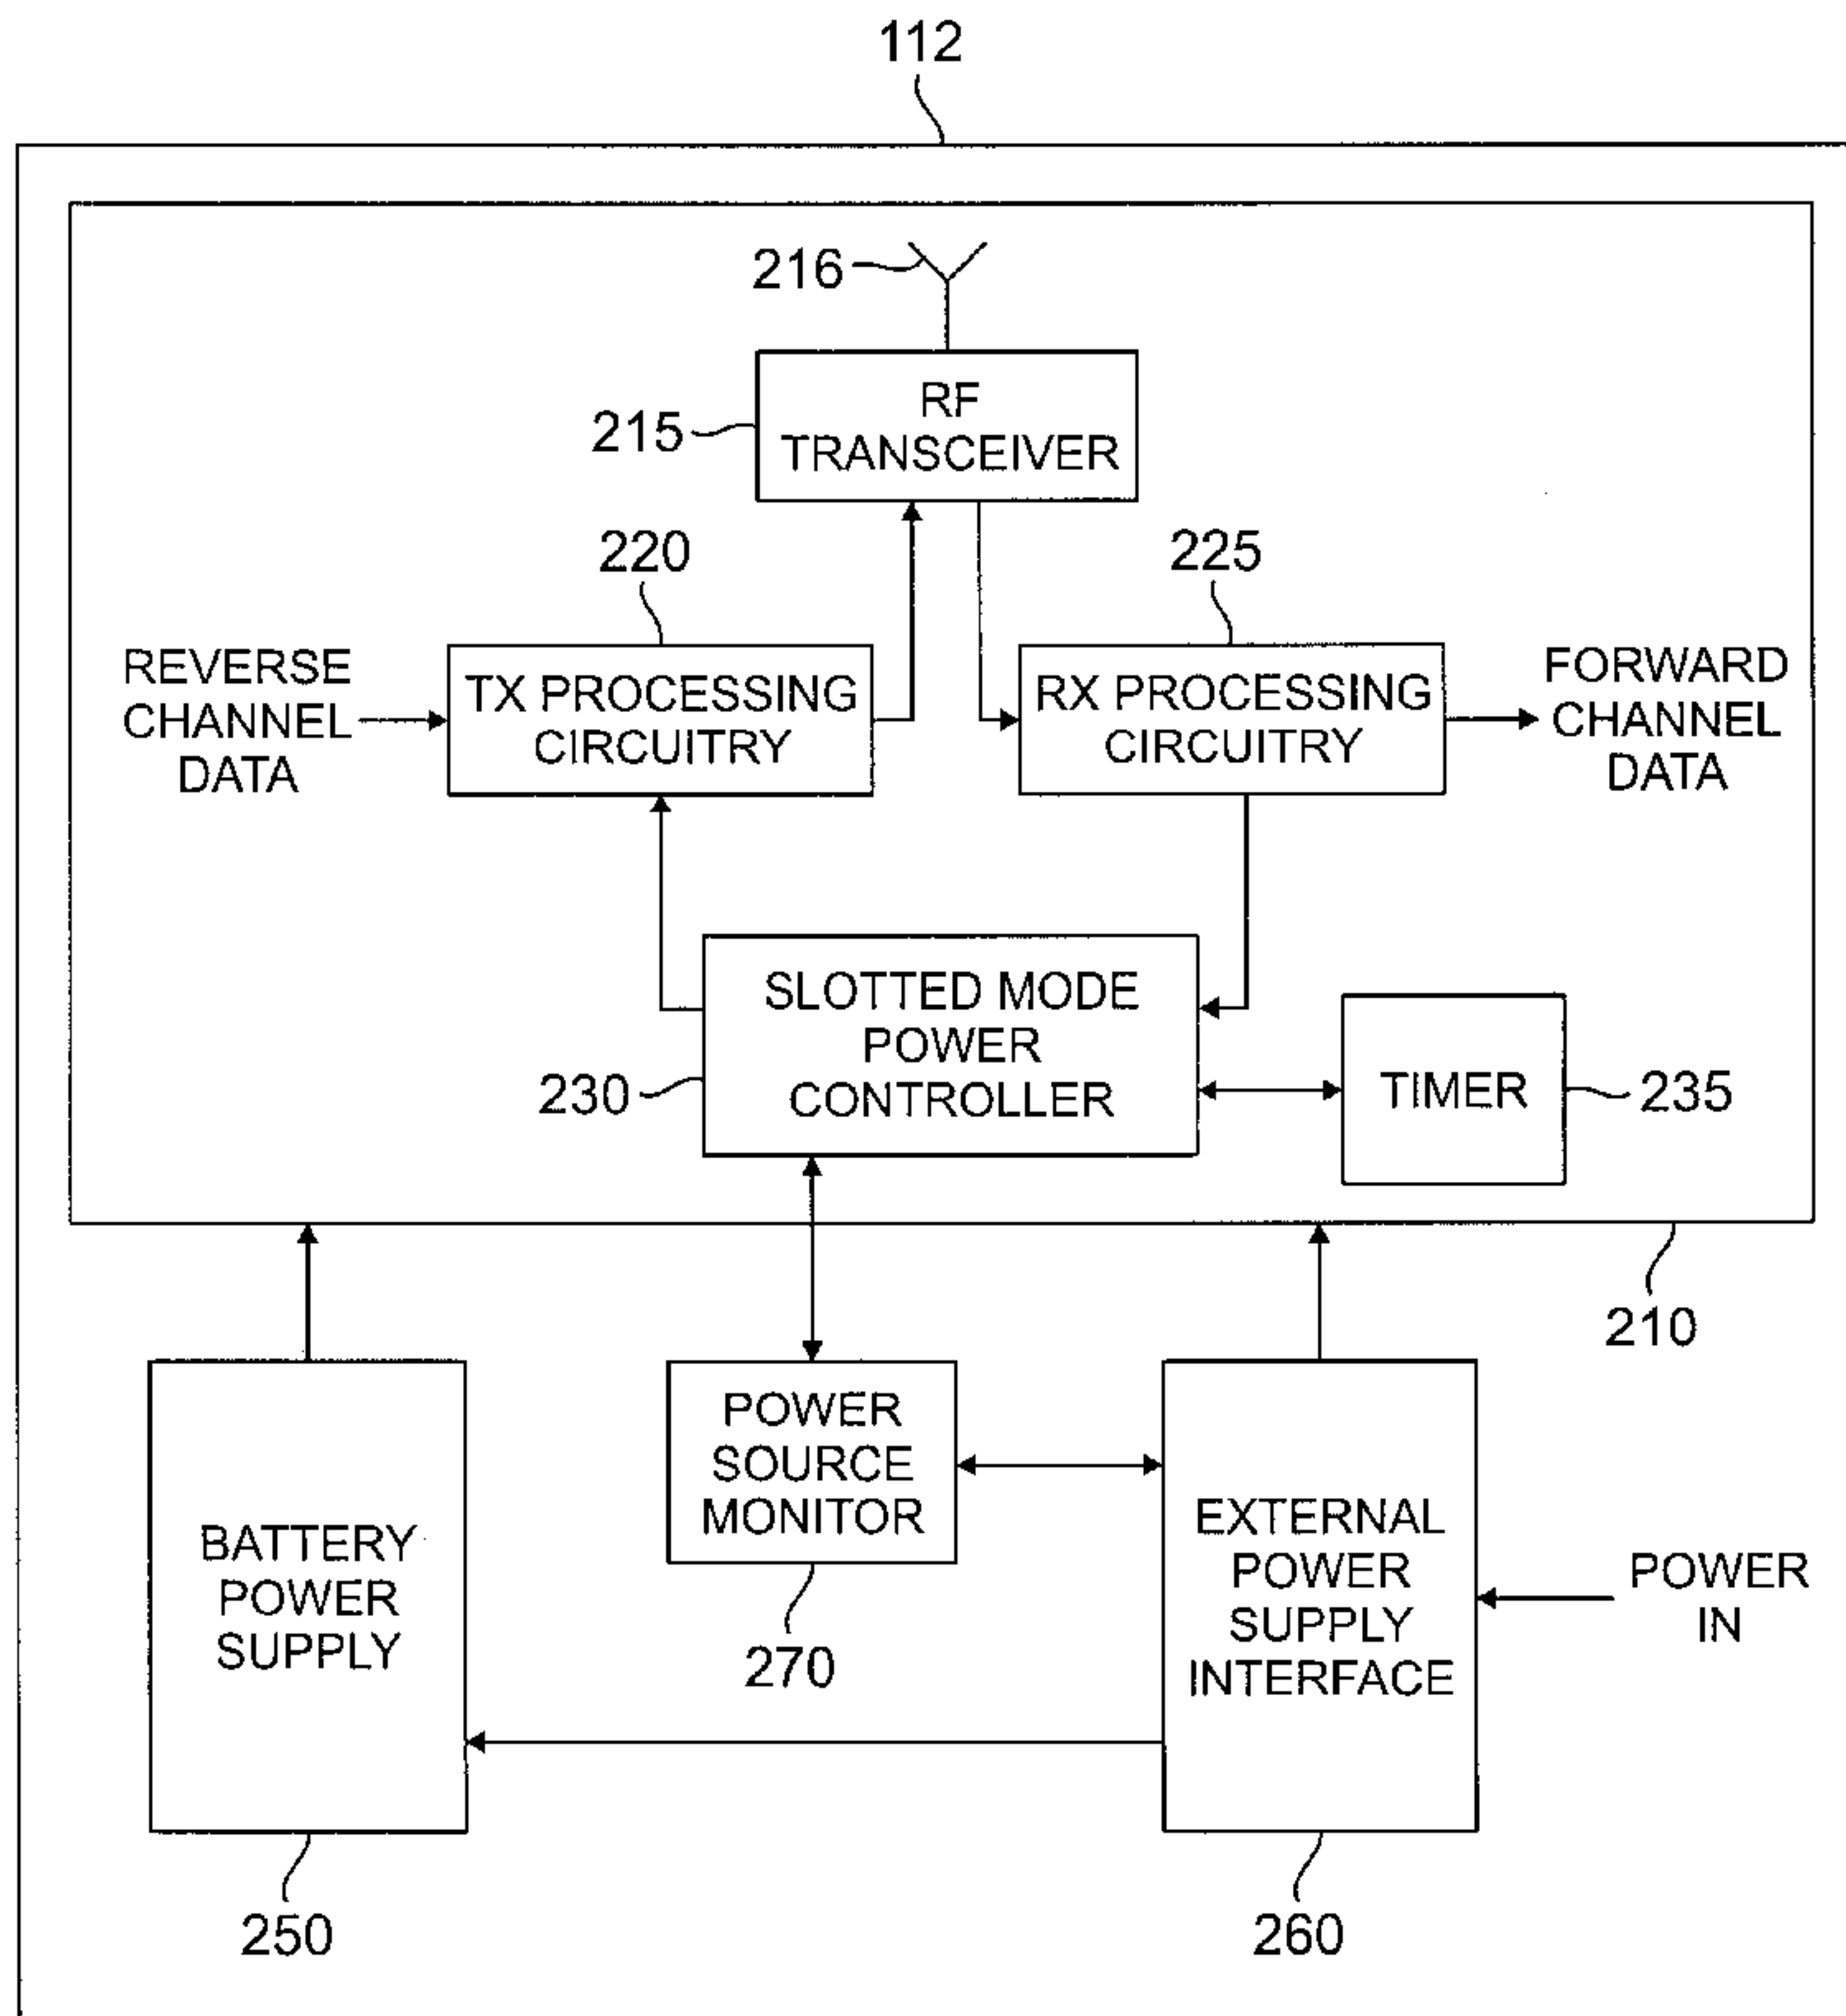 112
216
RF
TRANSCEIVER
215
220
225
REVERSE
CHANNEL
DATA
TX PROCESSING
CIRCUITRY
RX PROCESSING
CIRCUITRY
FORWARD
CHANNEL
DATA
SLOTTED MODE
POWER
CONTROLLER
230
TIMER
235
210
BATTERY
POWER
SUPPLY
250
POWER
SOURCE
MONITOR
270
EXTERNAL
POWER
SUPPLY
INTERFACE
260
POWER
IN